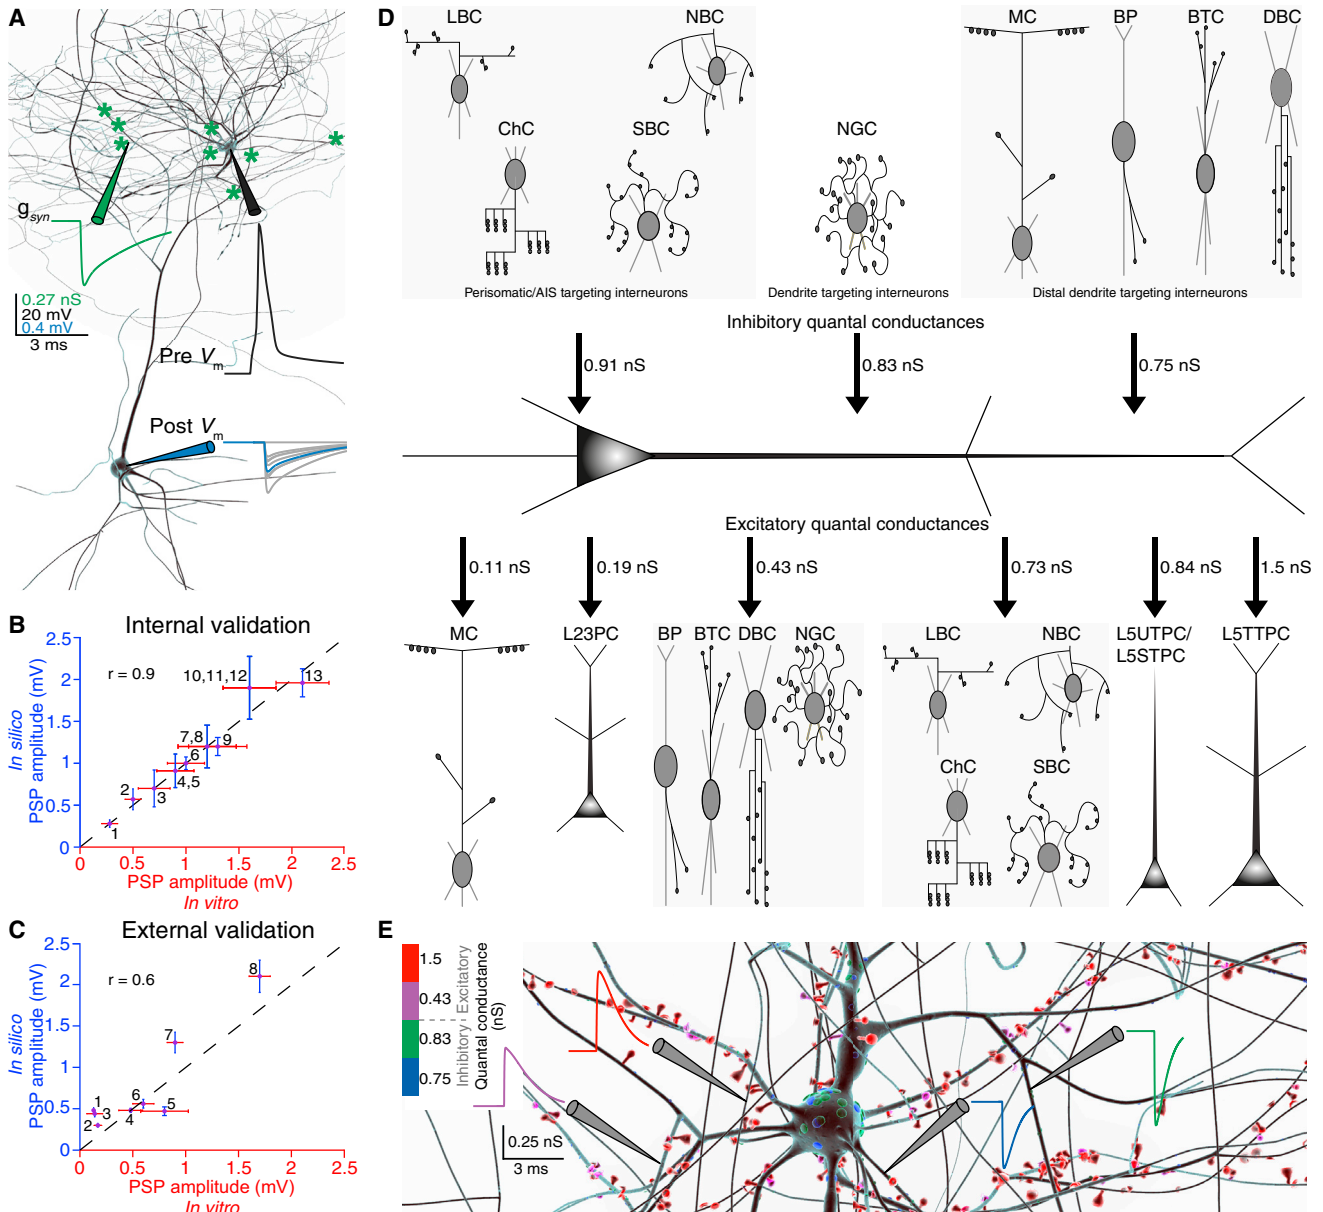 A
g_syn
0.27 nS
20 mV
0.4 mV
3 ms
Pre V_m
Post V_m
B
Internal validation
r = 0.9
In silico
PSP amplitude (mV)
2.5
2
1.5
1
0.5
0
10,11,12
13
7,8
9
6
4,5
2
3
1
0
0.5
1
1.5
2
2.5
PSP amplitude (mV)
In vitro
C
External validation
r = 0.6
In silico
PSP amplitude (mV)
2.5
2
1.5
1
0.5
0
8
7
1
3
2
6
4
5
0
0.5
1
1.5
2
2.5
PSP amplitude (mV)
In vitro
D
LBC
NBC
ChC
SBC
Perisomatic/AIS targeting interneurons
NGC
Dendrite targeting interneurons
MC
BP
BTC
DBC
Distal dendrite targeting interneurons
Inhibitory quantal conductances
0.91 nS
0.83 nS
0.75 nS
Excitatory quantal conductances
0.11 nS
0.19 nS
0.43 nS
0.73 nS
0.84 nS
1.5 nS
MC
L23PC
BP
BTC
DBC
NGC
LBC
NBC
ChC
SBC
L5UTPC/
L5STPC
L5TTPC
E
1.5
0.43
0.83
0.75
Inhibitory Excitatory
Quantal conductance
(nS)
0.25 nS
3 ms